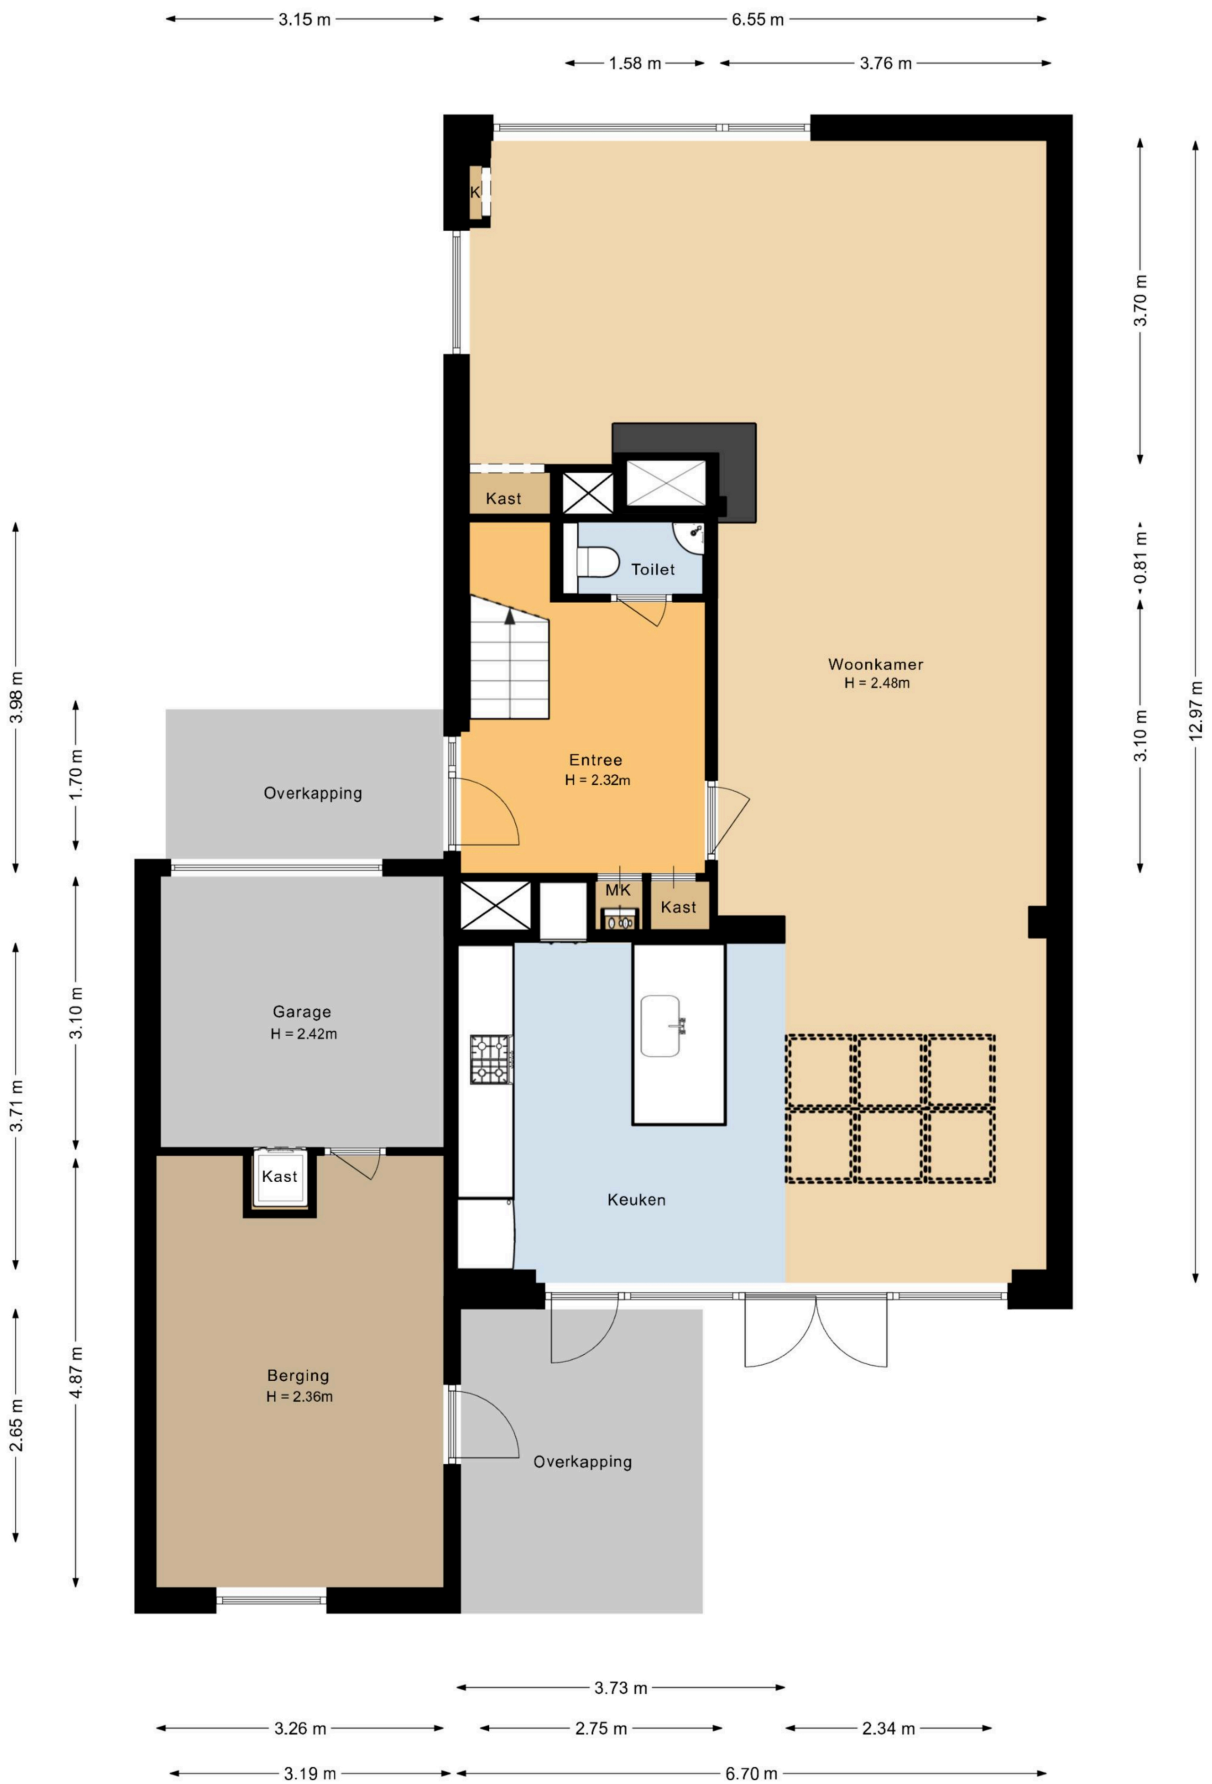 3.15 m
6.55 m
1.58 m
3.76 m
K
3.70 m
Kast
Toilet
0.81 m
Woonkamer
H = 2.48m
3.98 m
12.97 m
3.10 m
Entree
H = 2.32m
1.70 m
Overkapping
MK
Kast
Garage
H = 2.42m
3.10 m
3.71 m
Kast
Keuken
Berging
H = 2.36m
4.87 m
2.65 m
Overkapping
3.73 m
3.26 m
2.75 m
2.34 m
3.19 m
6.70 m